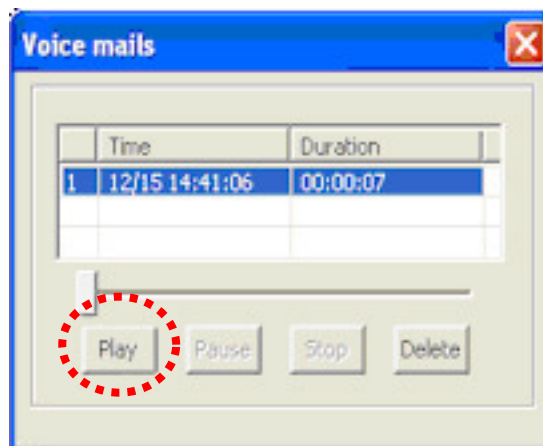 Voice mails
Time Duration
1 12/15 14:41:06 00:00:07
Play Pause Stop Delete